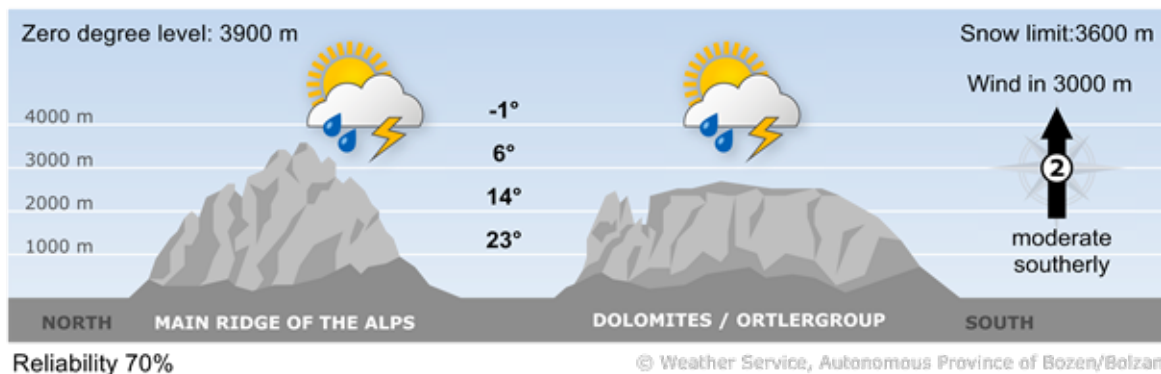 Zero degree level: 3900 m
Snow limit:3600 m
Wind in 3000 m
4000 m
-1°
3000 m
6°
2
2000 m
14°
1000 m
23°
moderate
southerly
NORTH
MAIN RIDGE OF THE ALPS
DOLOMITES / ORTLERGROUP
SOUTH
Reliability 70%
© Weather Service, Autonomous Province of Bozen/Bolzan